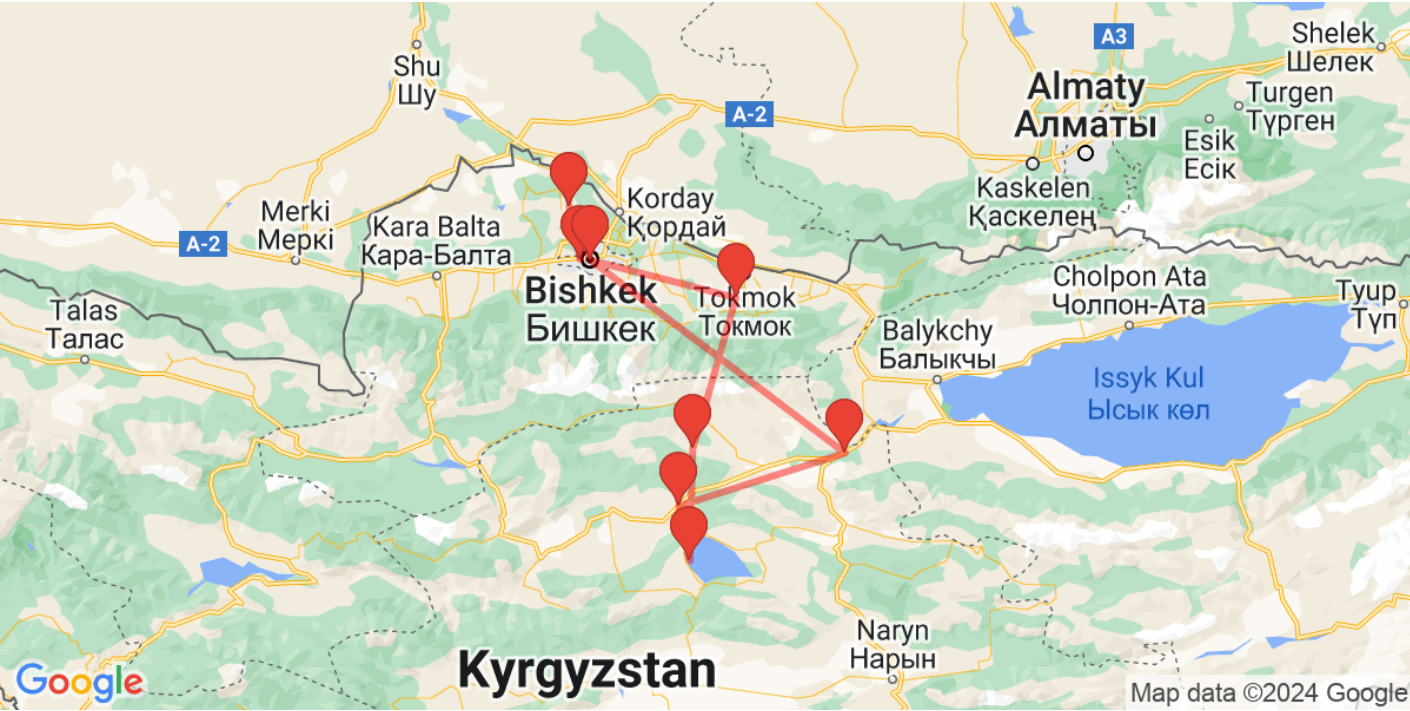 Shu
Шу
A3
Shelek
Шелек
Almaty
Алматы
Turgen
Түрген
A-2
Esik
Есік
Kaskelen
Қаскелең
Merki
Меркі
Korday
Қордай
Kara Balta
Кара-Балта
A-2
Bishkek
Бишкек
Tokmok
Токмок
Cholpon Ata
Чолпон-Ата
Tyup
Түп
Talas
Талас
Balykchy
Балыкчы
Issyk Kul
Ысык көл
Naryn
Нарын
Kyrgyzstan
Google
Map data ©2024 Google